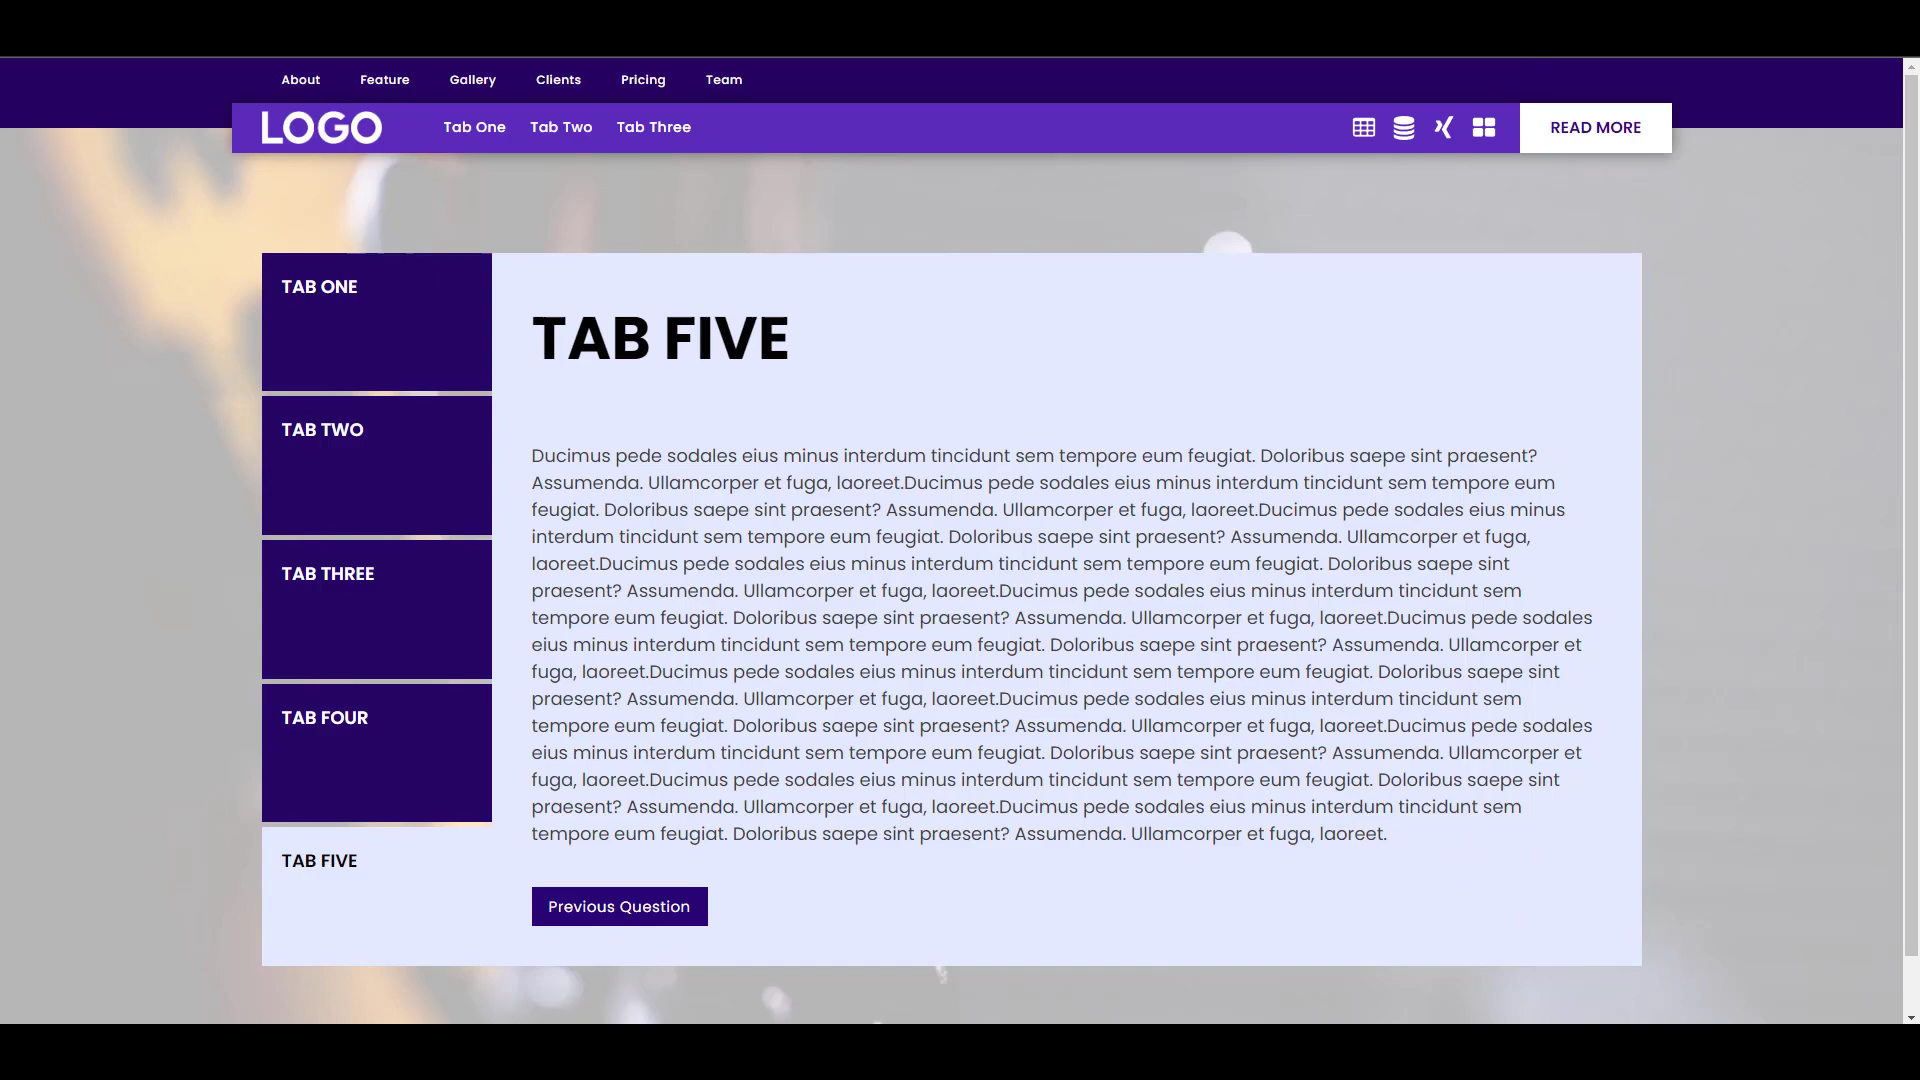 About Feature Gallery Clients Pricing Team
LOGO Tab One Tab Two Tab Three READ MORE
TAB ONE
TAB TWO
TAB THREE
TAB FOUR
TAB FIVE
TAB FIVE
Ducimus pede sodales eius minus interdum tincidunt sem tempore eum feugiat. Doloribus saepe sint praesent?
Assumenda. Ullamcorper et fuga, laoreet.Ducimus pede sodales eius minus interdum tincidunt sem tempore eum
feugiat. Doloribus saepe sint praesent? Assumenda. Ullamcorper et fuga, laoreet.Ducimus pede sodales eius minus
interdum tincidunt sem tempore eum feugiat. Doloribus saepe sint praesent? Assumenda. Ullamcorper et fuga,
laoreet.Ducimus pede sodales eius minus interdum tincidunt sem tempore eum feugiat. Doloribus saepe sint
praesent? Assumenda. Ullamcorper et fuga, laoreet.Ducimus pede sodales eius minus interdum tincidunt sem
tempore eum feugiat. Doloribus saepe sint praesent? Assumenda. Ullamcorper et fuga, laoreet.Ducimus pede sodales
eius minus interdum tincidunt sem tempore eum feugiat. Doloribus saepe sint praesent? Assumenda. Ullamcorper et
fuga, laoreet.Ducimus pede sodales eius minus interdum tincidunt sem tempore eum feugiat. Doloribus saepe sint
praesent? Assumenda. Ullamcorper et fuga, laoreet.Ducimus pede sodales eius minus interdum tincidunt sem
tempore eum feugiat. Doloribus saepe sint praesent? Assumenda. Ullamcorper et fuga, laoreet.Ducimus pede sodales
eius minus interdum tincidunt sem tempore eum feugiat. Doloribus saepe sint praesent? Assumenda. Ullamcorper et
fuga, laoreet.Ducimus pede sodales eius minus interdum tincidunt sem tempore eum feugiat. Doloribus saepe sint
praesent? Assumenda. Ullamcorper et fuga, laoreet.Ducimus pede sodales eius minus interdum tincidunt sem
tempore eum feugiat. Doloribus saepe sint praesent? Assumenda. Ullamcorper et fuga, laoreet.
Previous Question